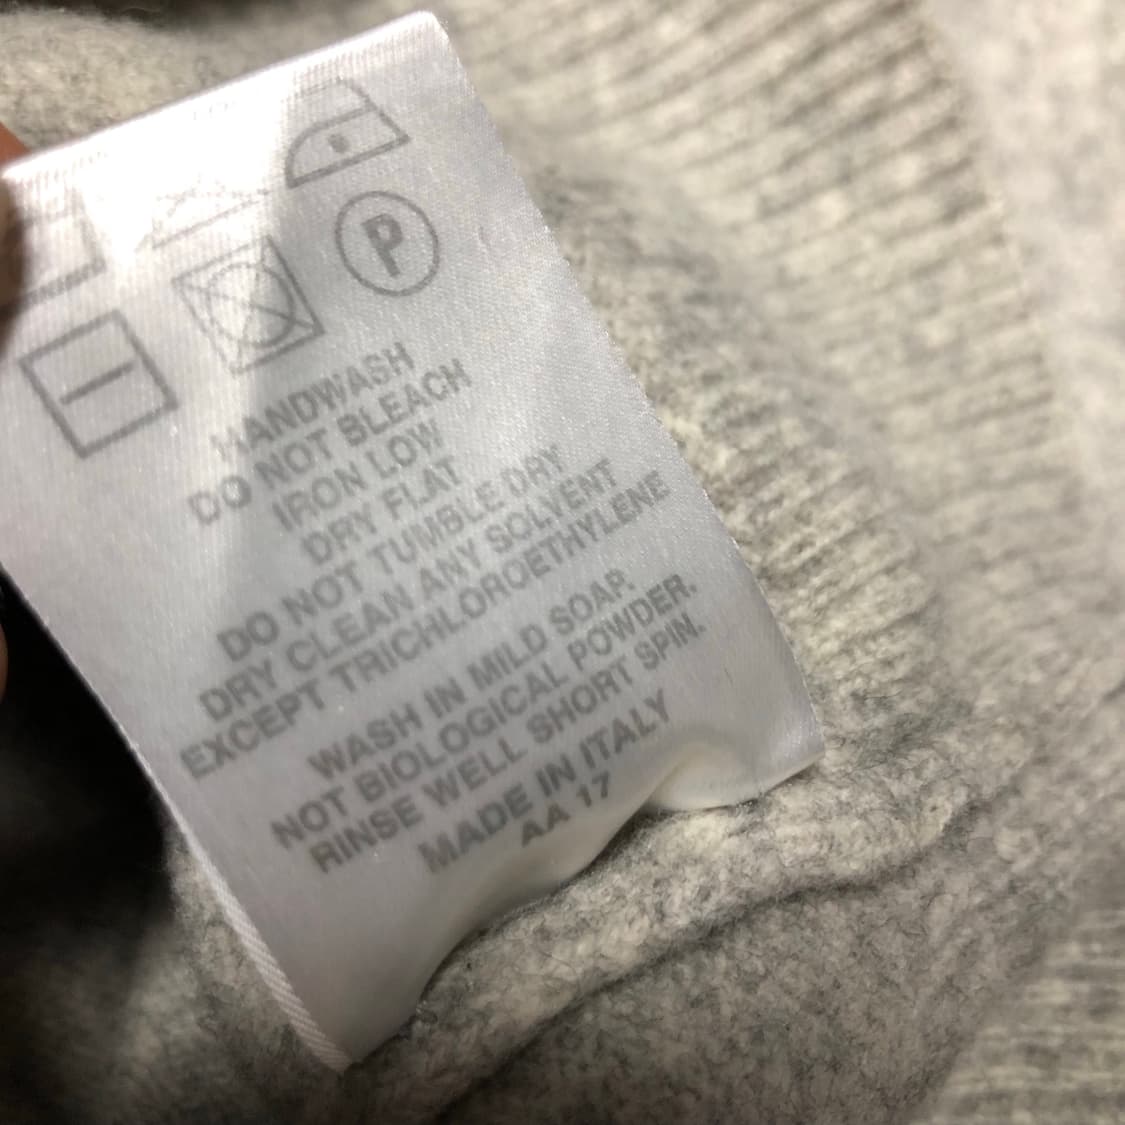 P
HANDWASH
DO NOT BLEACH
IRON LOW
DRY FLAT
DO NOT TUMBLE DRY
DRY CLEAN ANY SOLVENT
EXCEPT TRICHLOROETHYLENE
WASH IN MILD SOAP.
NOT BIOLOGICAL POWDER.
RINSE WELL SHORT SPIN.
MADE IN ITALY
AA 17